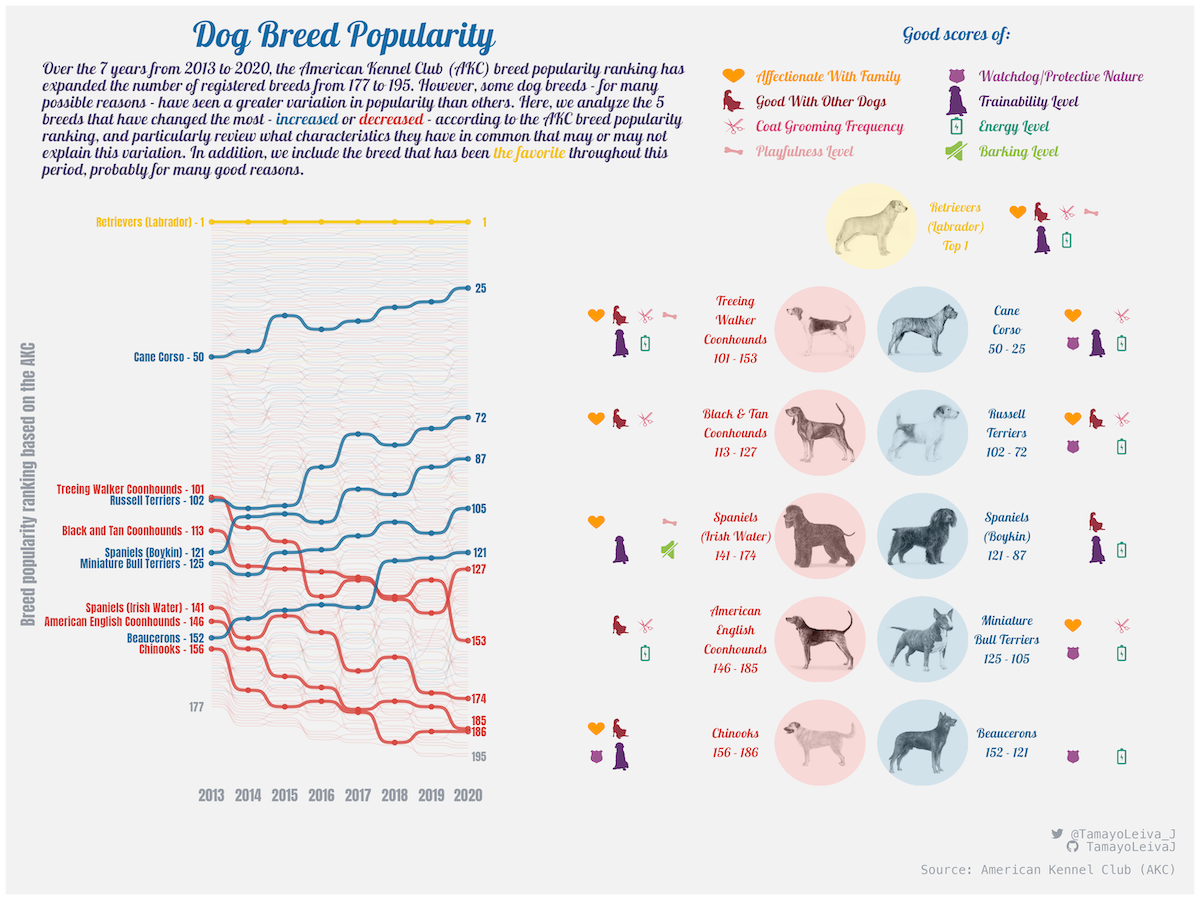 Dog Breed Popularity
Over the 7 years from 2013 to 2020, the American Kennel Club (AKC) breed popularity ranking has
expanded the number of registered breeds from 177 to 195. However, some dog breeds - for many
possible reasons - have seen a greater variation in popularity than others. Here, we analyze the 5
breeds that have changed the most - increased or decreased - according to the AKC breed popularity
ranking, and particularly review what characteristics they have in common that may or may not
explain this variation. In addition, we include the breed that has been the favorite throughout this
period, probably for many good reasons.
Good scores of:
Affectionate With Family
Good With Other Dogs
Coat Grooming Frequency
Playfulness Level
Watchdog/Protective Nature
Trainability Level
Energy Level
Barking Level
Breed popularity ranking based on the AKC
Retrievers (Labrador) - 1
Cane Corso - 50
Treeing Walker Coonhounds - 101
Russell Terriers - 102
Black and Tan Coonhounds - 113
Spaniels (Boykin) - 121
Miniature Bull Terriers - 125
Spaniels (Irish Water) - 141
American English Coonhounds - 146
Beaucerons - 152
Chinooks - 156
177
1
25
72
87
105
121
127
153
174
185
186
195
2013 2014 2015 2016 2017 2018 2019 2020
Retrievers
(Labrador)
Top 1
Treeing
Walker
Coonhounds
101 - 153
Cane
Corso
50 - 25
Black & Tan
Coonhounds
113 - 127
Russell
Terriers
102 - 72
Spaniels
(Irish Water)
141 - 174
Spaniels
(Boykin)
121 - 87
American
English
Coonhounds
146 - 185
Miniature
Bull Terriers
125 - 105
Chinooks
156 - 186
Beaucerons
152 - 121
@TamayoLeiva_J
TamayoLeivaJ
Source: American Kennel Club (AKC)